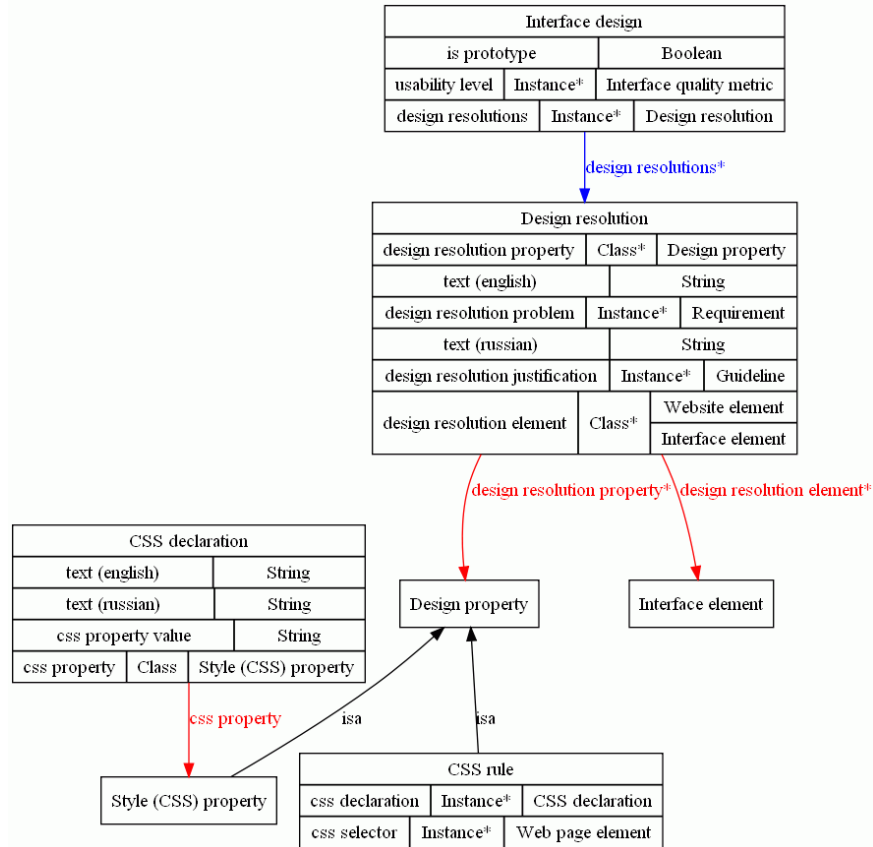 Interface design
is prototype Boolean
usability level Instance* Interface quality metric
design resolutions Instance* Design resolution
design resolutions*
Design resolution
design resolution property Class* Design property
text (english) String
design resolution problem Instance* Requirement
text (russian) String
design resolution justification Instance* Guideline
design resolution element Class* Website element
Interface element
design resolution property* design resolution element*
CSS declaration
text (english) String
text (russian) String
css property value String
css property Class Style (CSS) property
Design property
Interface element
css property
isa
isa
Style (CSS) property
CSS rule
css declaration Instance* CSS declaration
css selector Instance* Web page element